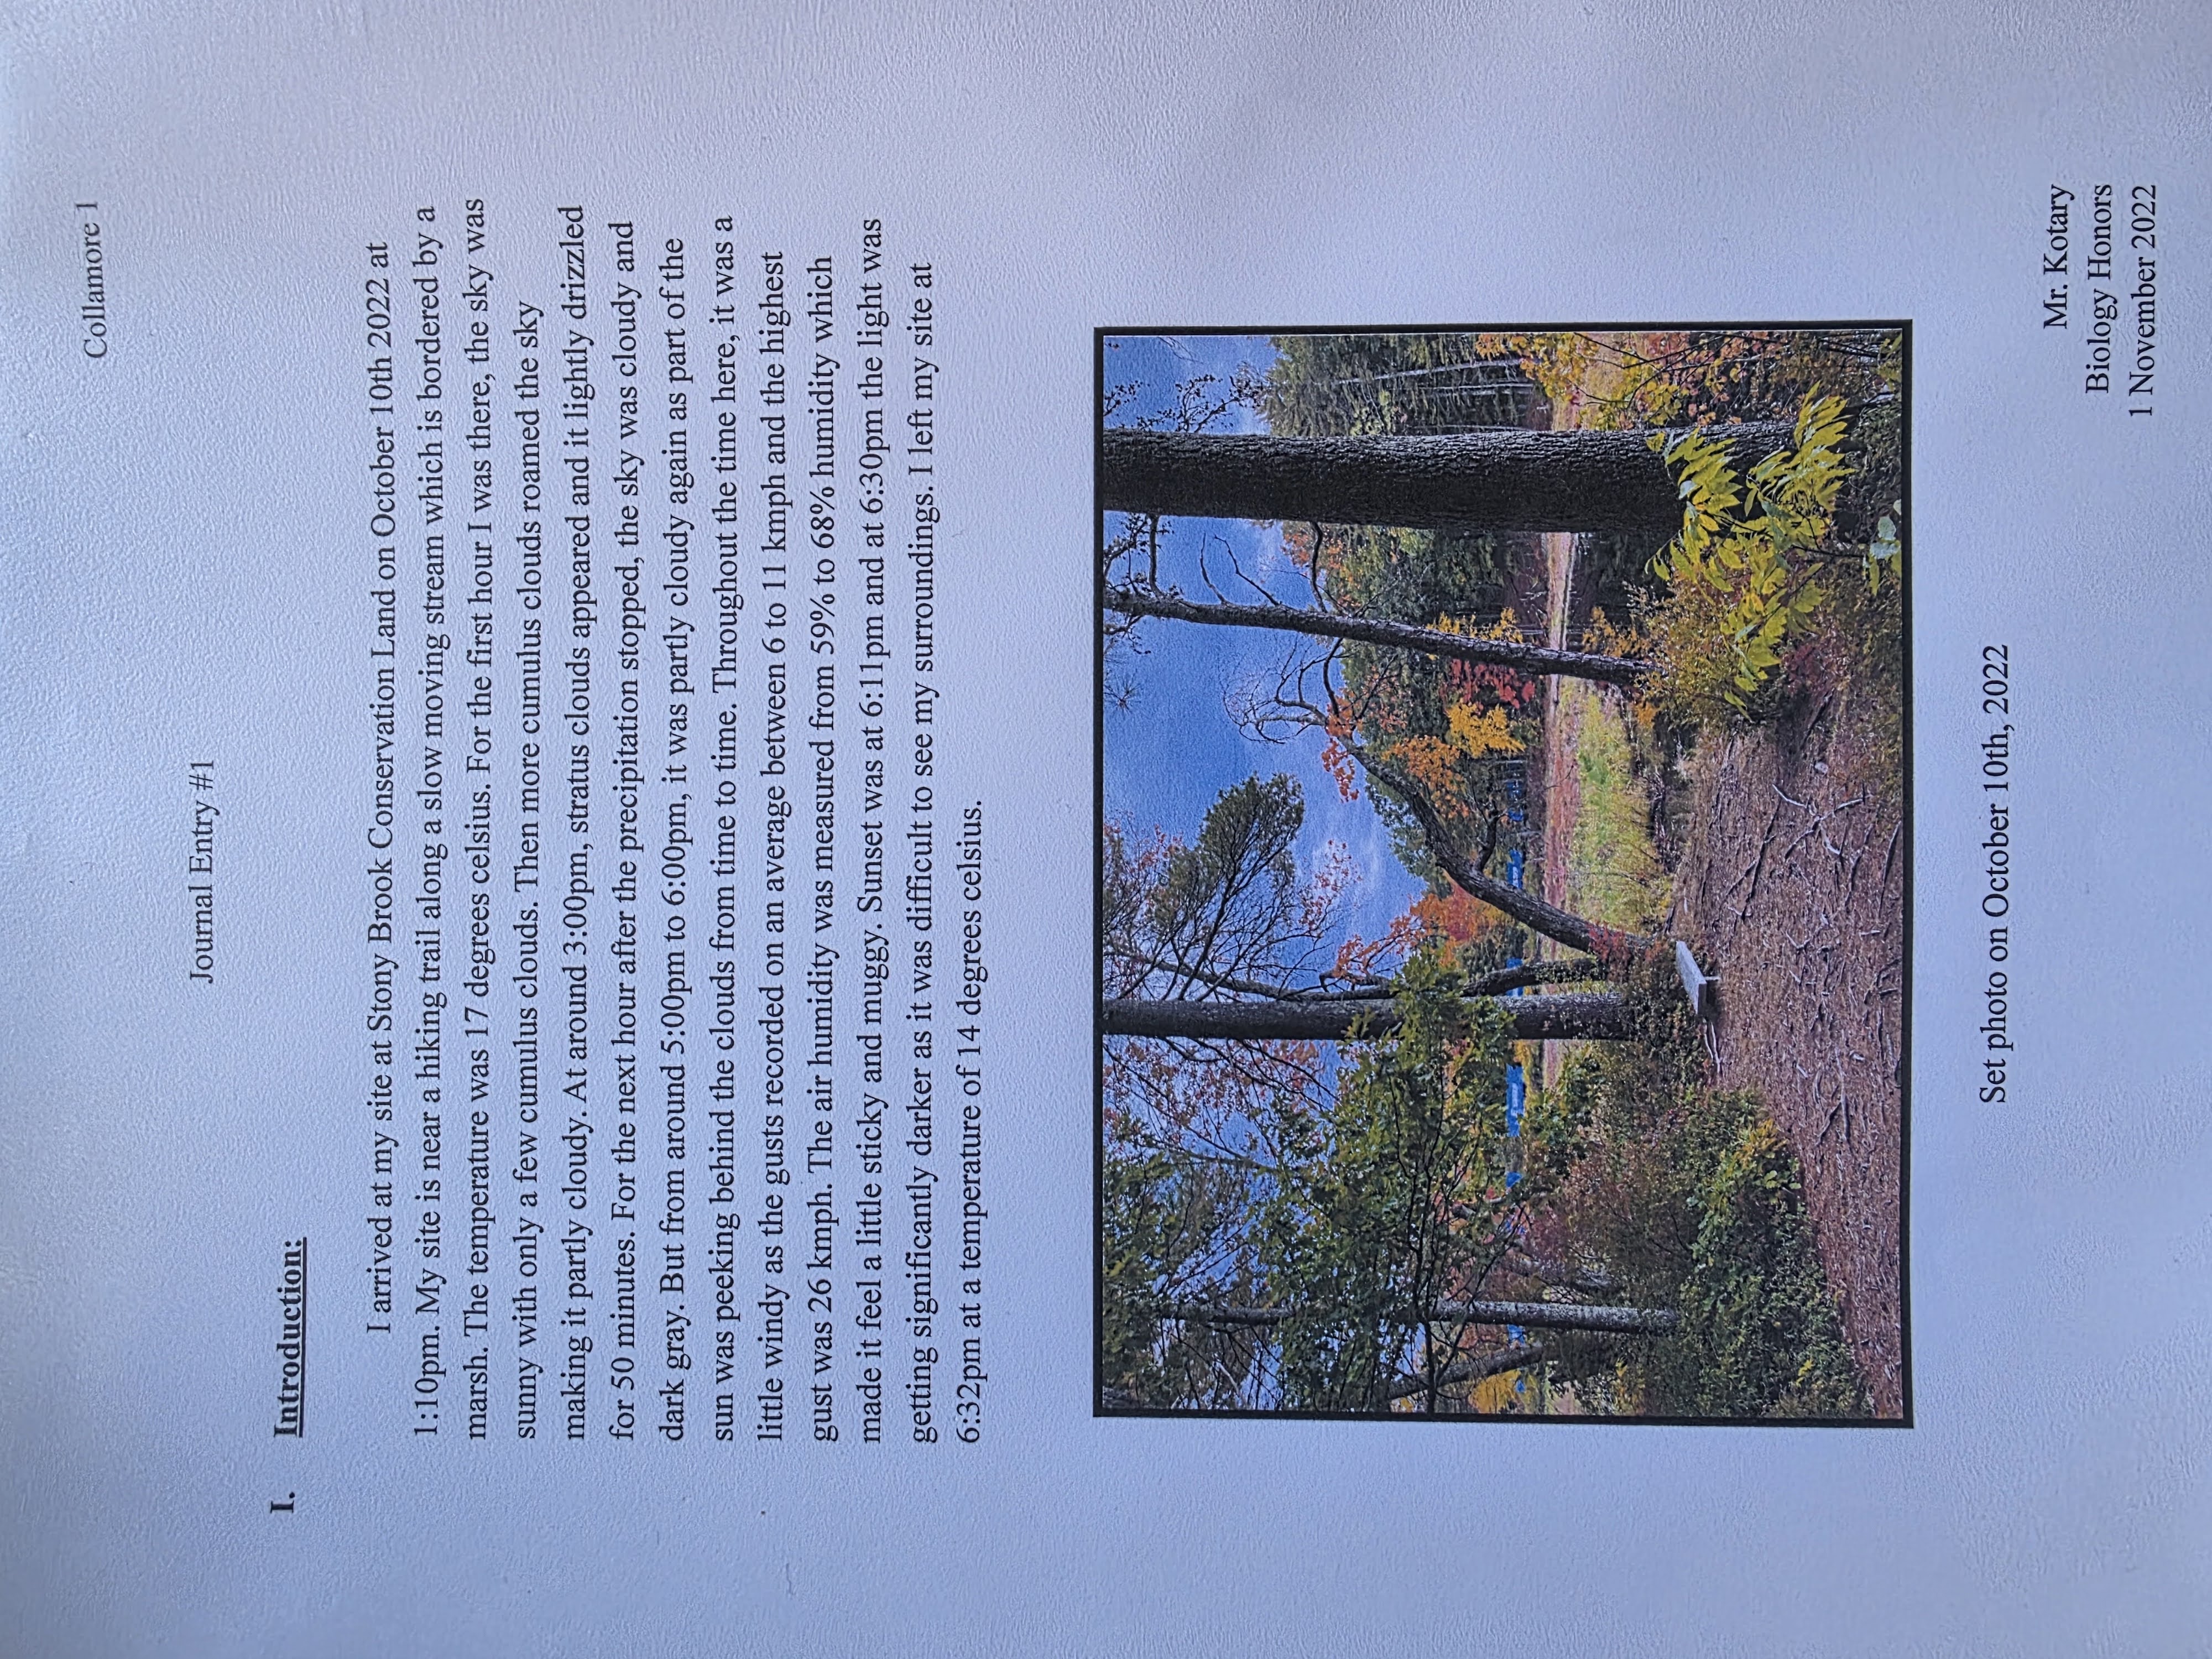 Collamore 1
Journal Entry #1
I. Introduction:
I arrived at my site at Stony Brook Conservation Land on October 10th 2022 at
1:10pm. My site is near a hiking trail along a slow moving stream which is bordered by a
marsh. The temperature was 17 degrees celsius. For the first hour I was there, the sky was
sunny with only a few cumulus clouds. Then more cumulus clouds roamed the sky
making it partly cloudy. At around 3:00pm, stratus clouds appeared and it lightly drizzled
for 50 minutes. For the next hour after the precipitation stopped, the sky was cloudy and
dark gray. But from around 5:00pm to 6:00pm, it was partly cloudy again as part of the
sun was peeking behind the clouds from time to time. Throughout the time here, it was a
little windy as the gusts recorded on an average between 6 to 11 kmph and the highest
gust was 26 kmph. The air humidity was measured from 59% to 68% humidity which
made it feel a little sticky and muggy. Sunset was at 6:11pm and at 6:30pm the light was
getting significantly darker as it was difficult to see my surroundings. I left my site at
6:32pm at a temperature of 14 degrees celsius.
Set photo on October 10th, 2022
Mr. Kotary
Biology Honors
1 November 2022